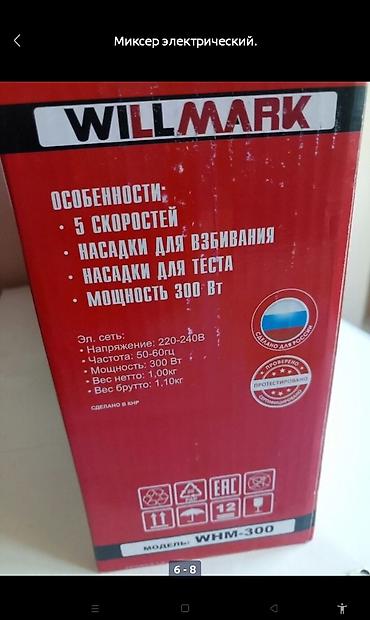 Миксер электрический.
WILLMARK
ОСОБЕННОСТИ:
• 5 СКОРОСТЕЙ
• НАСАДКИ ДЛЯ ВЗБИВАНИЯ
• НАСАДКИ ДЛЯ ТЕСТА
• МОЩНОСТЬ 300 Вт
Эл. сеть:
• Напряжение: 220-240В
• Частота: 50-60гц
• Мощность: 300 Вт
• Вес нетто: 1,00кг
• Вес брутто: 1,10кг
СДЕЛАНО В КНР
СДЕЛАНО ДЛЯ РОССИИ
ПРОВЕРЕНО
ПРОТЕСТИРОВАНО
PAP
EAC
12
МОДЕЛЬ: WHM-300
6 - 8